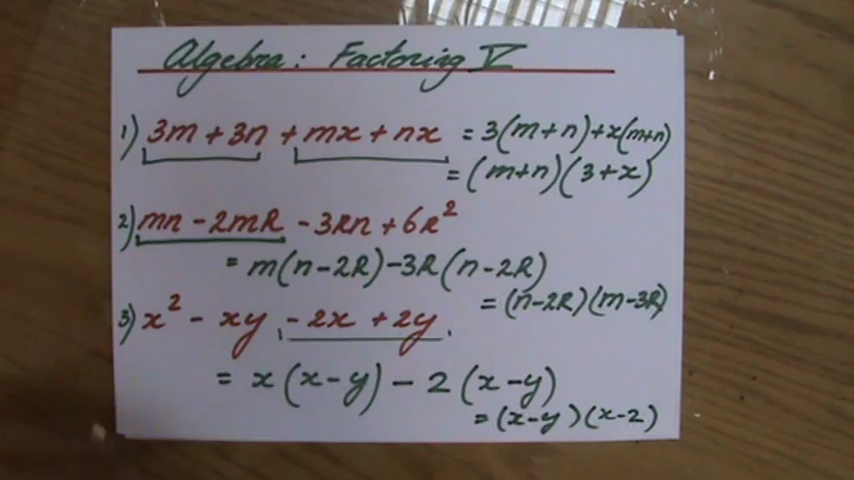 Algebra: Factoring V
1) 3m + 3n + mx + nx = 3(m+n)+x(m+n)
= (m+n)(3+x)
2) mn - 2mR - 3Rn + 6R²
= m(n-2R)-3R(n-2R)
= (n-2R)(m-3R)
3) x² - xy - 2x + 2y
= x(x-y) - 2(x-y)
= (x-y)(x-2)